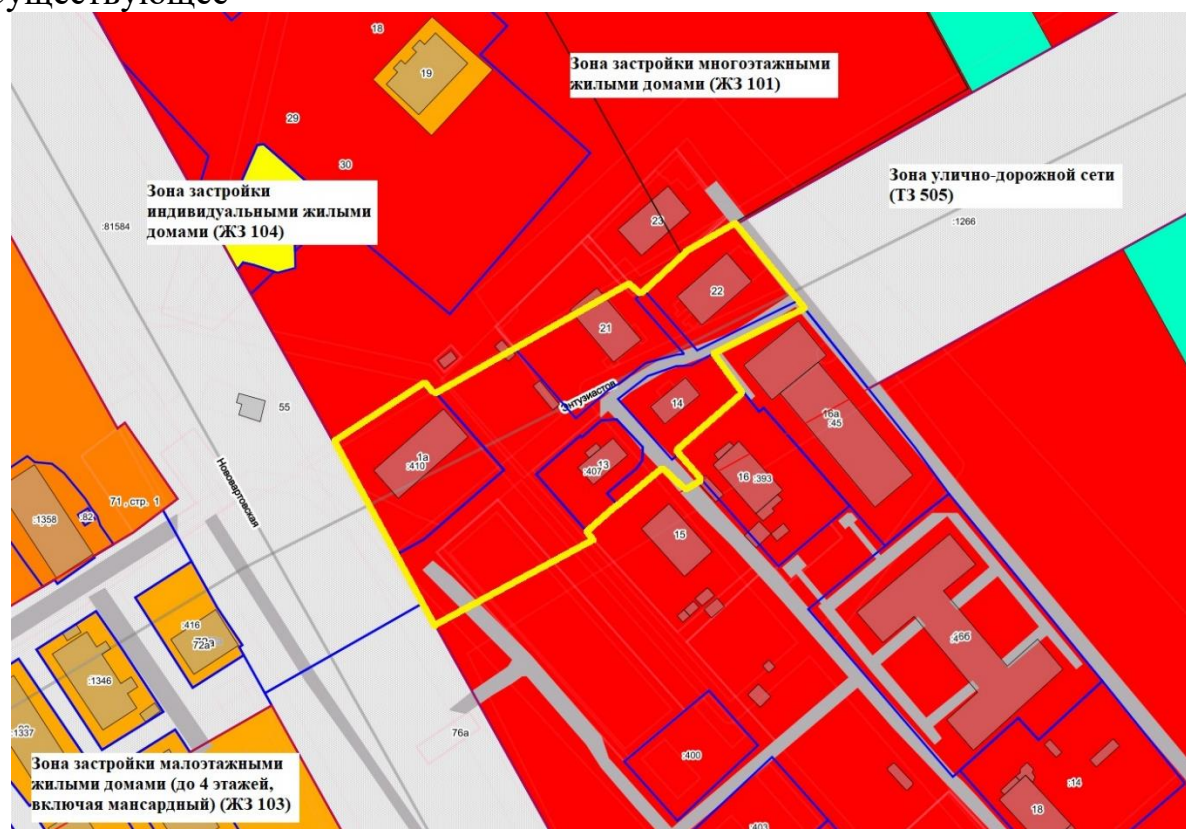 существующее
18
Зона застройки многоэтажными
жилыми домами (ЖЗ 101)
19
29
30
Зона застройки
индивидуальными жилыми
домами (ЖЗ 104)
Зона улично-дорожной сети
(ТЗ 505)
:81584
:1266
23
22
21
Энтузиастов
14
55
1а
:410
13
:407
16а
:45
16 :393
Нововартовская
71 , стр. 1
:1358
:82
15
:416
72а
:1346
76а
:1337
:400
:14
18
:403
Зона застройки малоэтажными
жилыми домами (до 4 этажей,
включая мансардный) (ЖЗ 103)